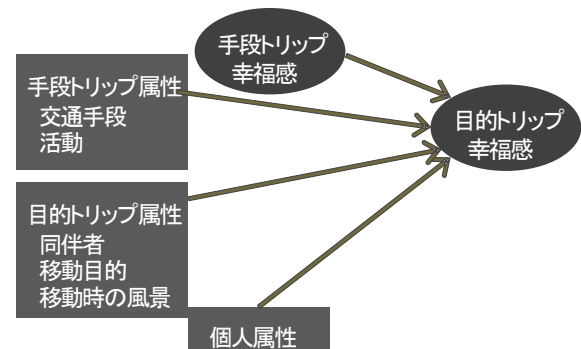 手段トリップ
幸福感
手段トリップ属性
交通手段
活動
目的トリップ
幸福感
目的トリップ属性
同伴者
移動目的
移動時の風景
個人属性